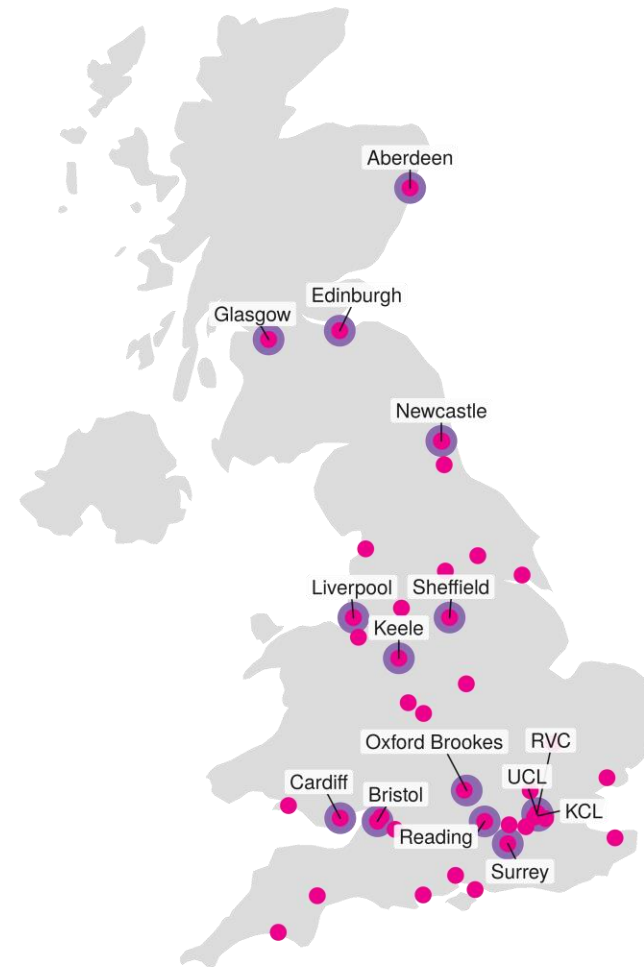 Aberdeen
Edinburgh
Glasgow
Newcastle
Liverpool
Sheffield
Keele
Oxford Brookes
RVC
UCL
Cardiff
Bristol
KCL
Reading
Surrey